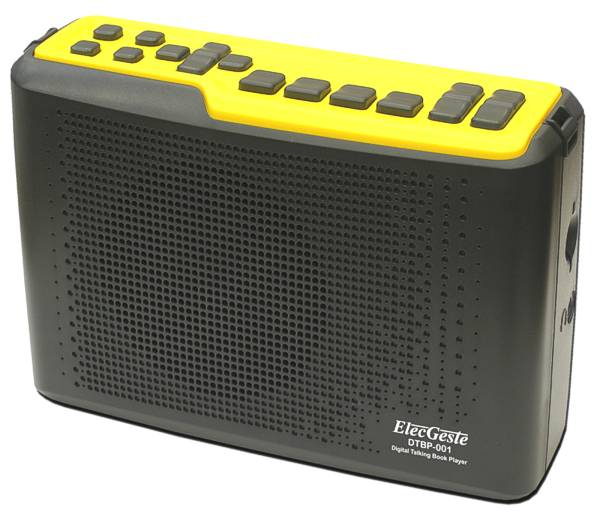 ElecGeste
DTBP-001
Digital Talking Book Player